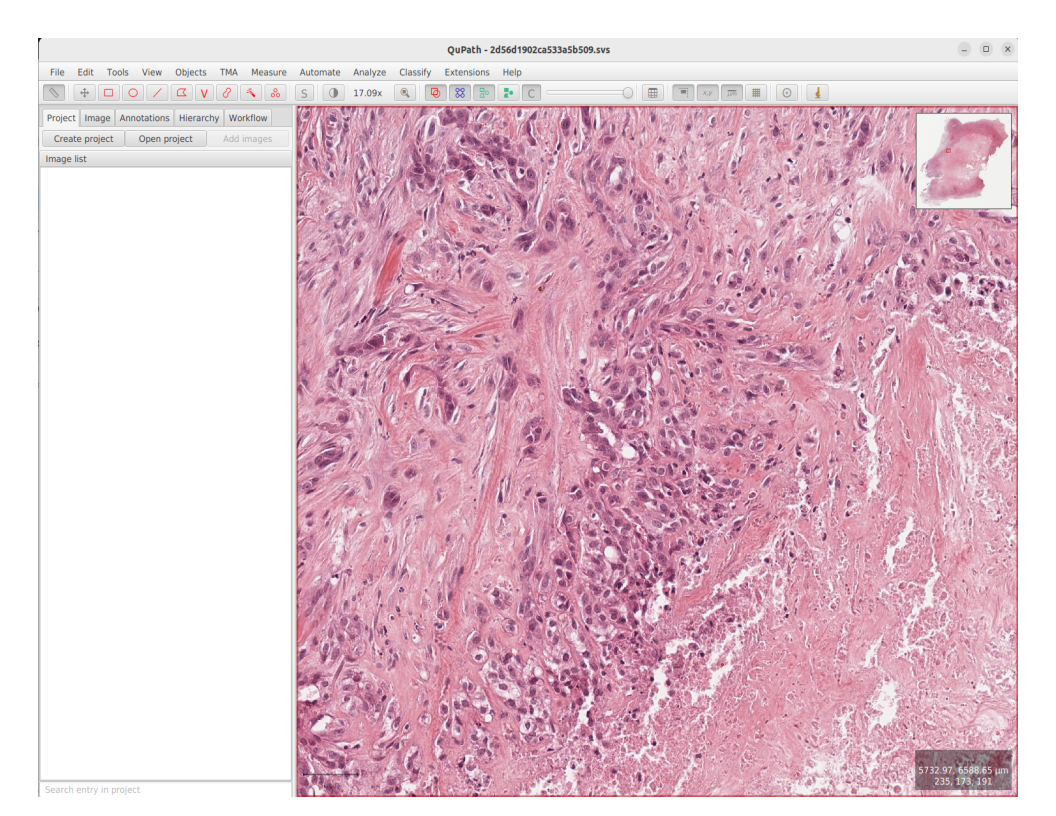 QuPath - 2d56d1902ca533a5b509.svs
File Edit Tools View Objects TMA Measure Automate Analyze Classify Extensions Help
S 17.09x C x,y μm
Project Image Annotations Hierarchy Workflow
Create project Open project Add images
Image list
5732.97, 6588.65 μm
235, 173, 191
Search entry in project